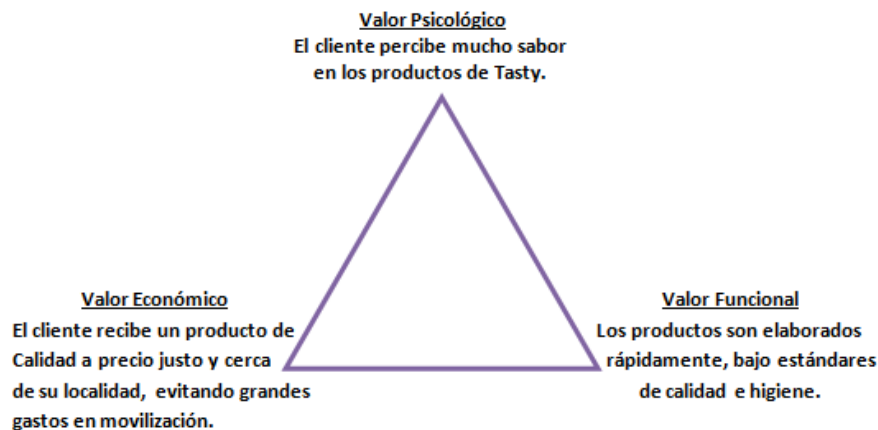 Valor Psicológico
El cliente percibe mucho sabor
en los productos de Tasty.
Valor Económico
El cliente recibe un producto de
Calidad a precio justo y cerca
de su localidad, evitando grandes
gastos en movilización.
Valor Funcional
Los productos son elaborados
rápidamente, bajo estándares
de calidad e higiene.